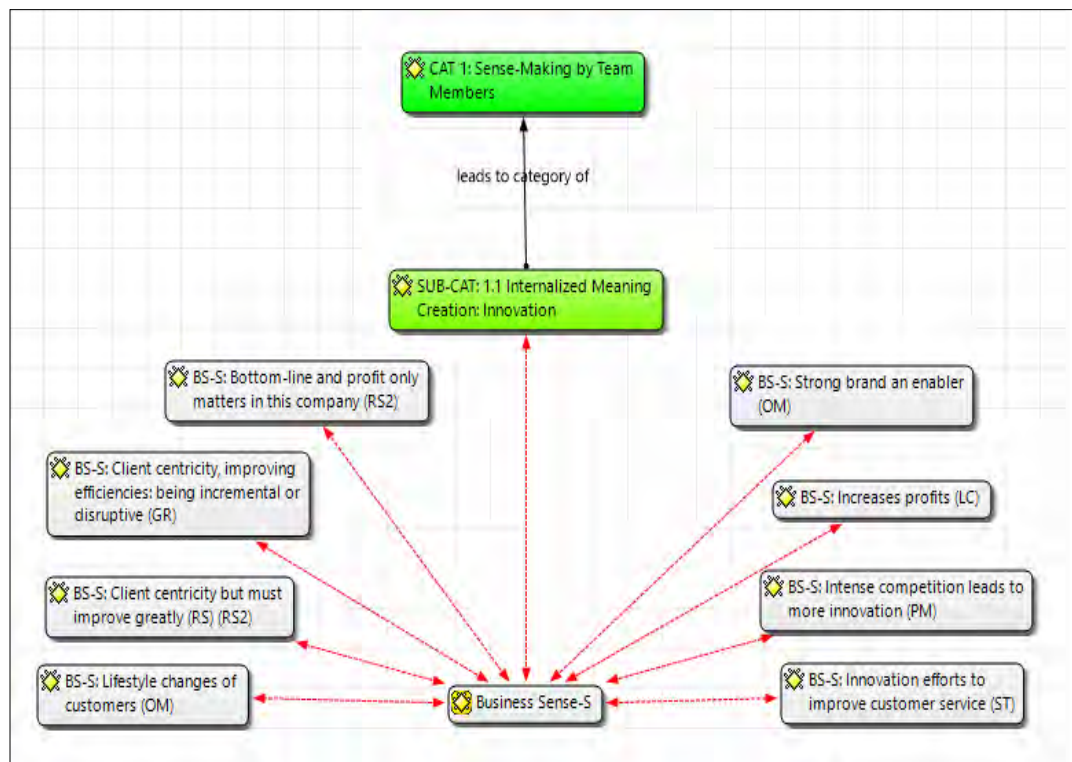 CAT 1: Sense-Making by Team
Members
leads to category of
SUB-CAT: 1.1 Internalized Meaning
Creation: Innovation
BS-S: Bottom-line and profit only
matters in this company (RS2)
BS-S: Strong brand an enabler
(OM)
BS-S: Client centricity, improving
efficiencies: being incremental or
disruptive (GR)
BS-S: Increases profits (LC)
BS-S: Client centricity but must
improve greatly (RS) (RS2)
BS-S: Intense competition leads to
more innovation (PM)
BS-S: Lifestyle changes of
customers (OM)
Business Sense-S
BS-S: Innovation efforts to
improve customer service (ST)